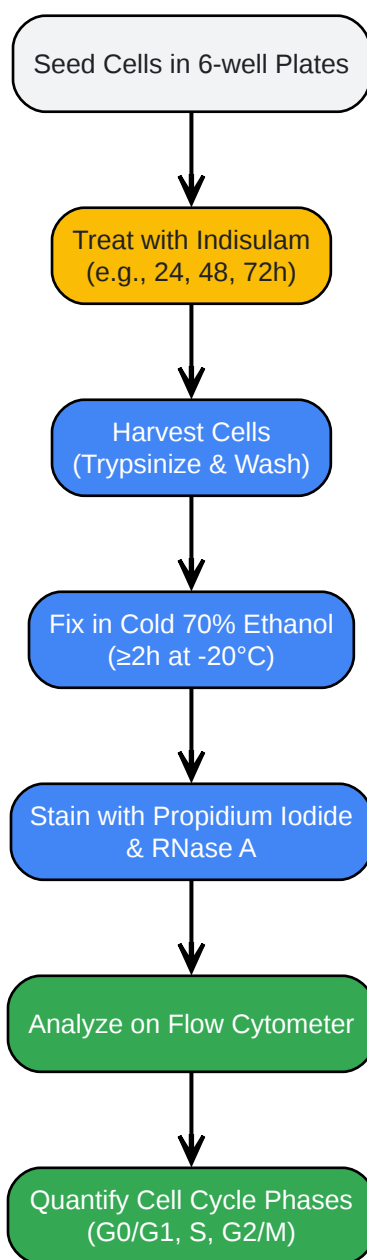 Seed Cells in 6-well Plates
Treat with Indisulam
(e.g., 24, 48, 72h)
Harvest Cells
(Trypsinize & Wash)
Fix in Cold 70% Ethanol
(≥2h at -20°C)
Stain with Propidium Iodide
& RNase A
Analyze on Flow Cytometer
Quantify Cell Cycle Phases
(G0/G1, S, G2/M)